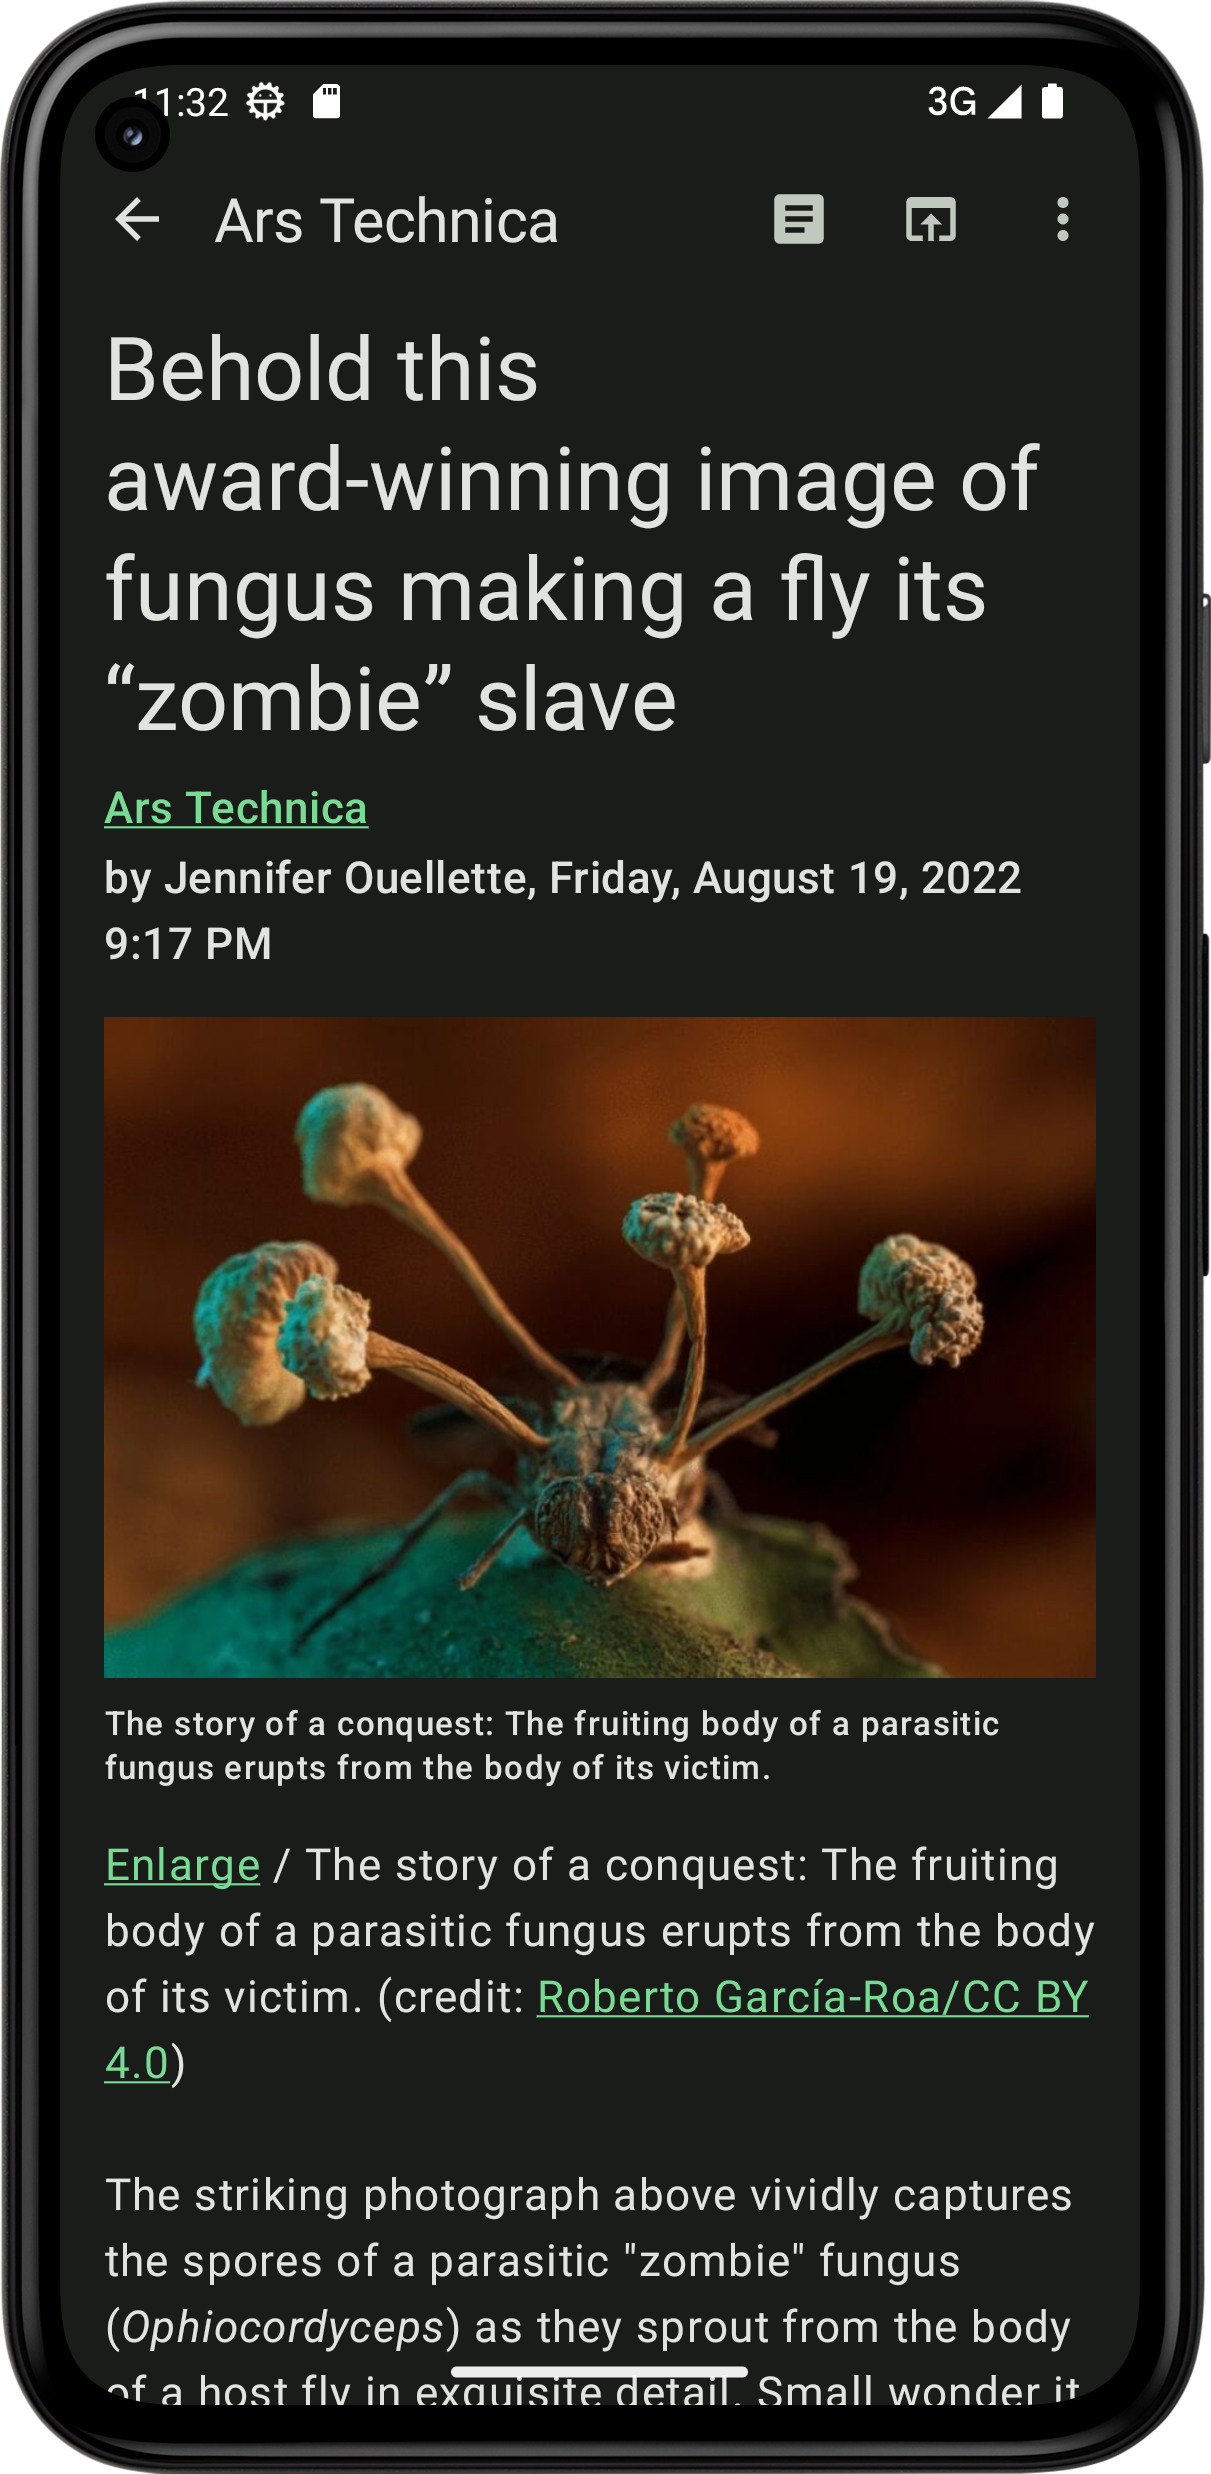 11:32
3G
Ars Technica
Behold this
award-winning image of
fungus making a fly its
“zombie” slave
Ars Technica
by Jennifer Ouellette, Friday, August 19, 2022
9:17 PM
The story of a conquest: The fruiting body of a parasitic
fungus erupts from the body of its victim.
Enlarge / The story of a conquest: The fruiting
body of a parasitic fungus erupts from the body
of its victim. (credit: Roberto García-Roa/CC BY
4.0)
The striking photograph above vividly captures
the spores of a parasitic "zombie" fungus
(Ophiocordyceps) as they sprout from the body
of a host fly in exquisite detail. Small wonder it